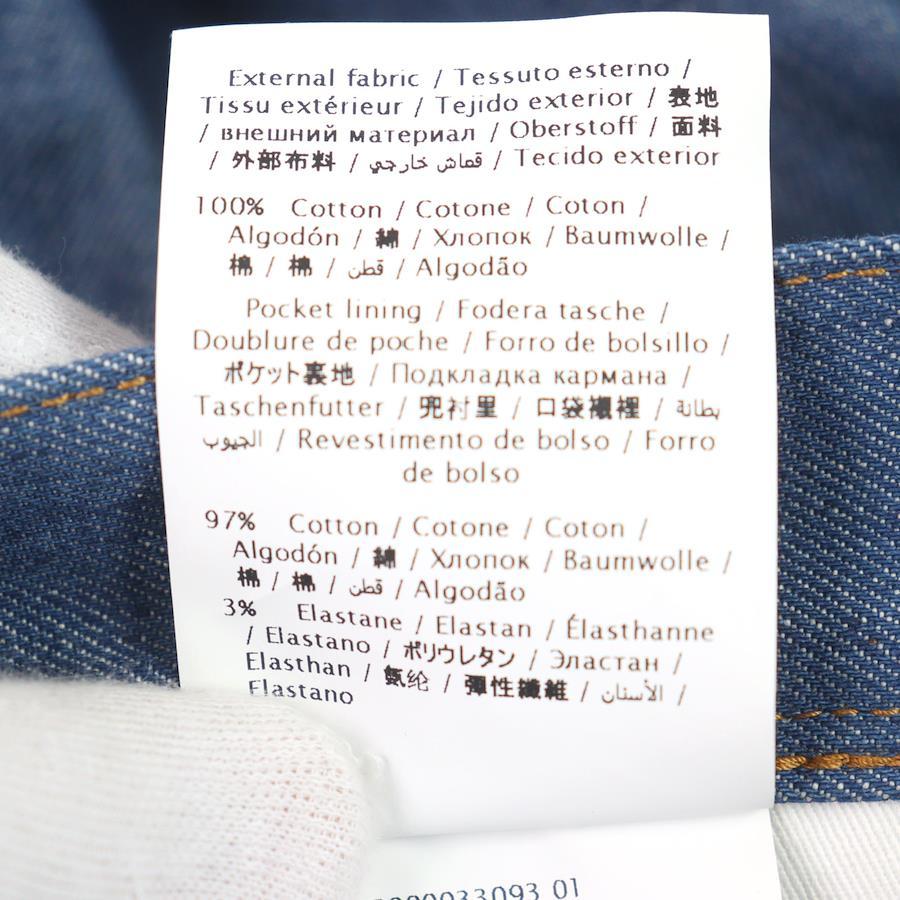 External fabric / Tessuto esterno /
Tissu extérieur / Tejido exterior / 表地
/ внешний материал / Oberstoff / 面料
/ 外部布料 / قماش خارجي / Tecido exterior
100% Cotton / Cotone / Coton /
Algodón / 綿 / Хлопок / Baumwolle /
棉 / 棉 / قطن / Algodão
Pocket lining / Fodera tasche /
Doublure de poche / Forro de bolsillo /
ポケット裏地 / Подкладка кармана /
Taschenfutter / 兜衬里 / 口袋襯裡 / بطانة
الجيوب / Revestimento de bolso / Forro
de bolso
97% Cotton / Cotone / Coton /
Algodón / 綿 / Хлопок / Baumwolle /
棉 / 棉 / قطن / Algodão
3% Elastane / Elastan / Élasthanne
/ Elastano / ポリウレタン / Эластан /
Elasthan / 氨纶 / 彈性纖維 / الأسنان /
Elastano
33093 01